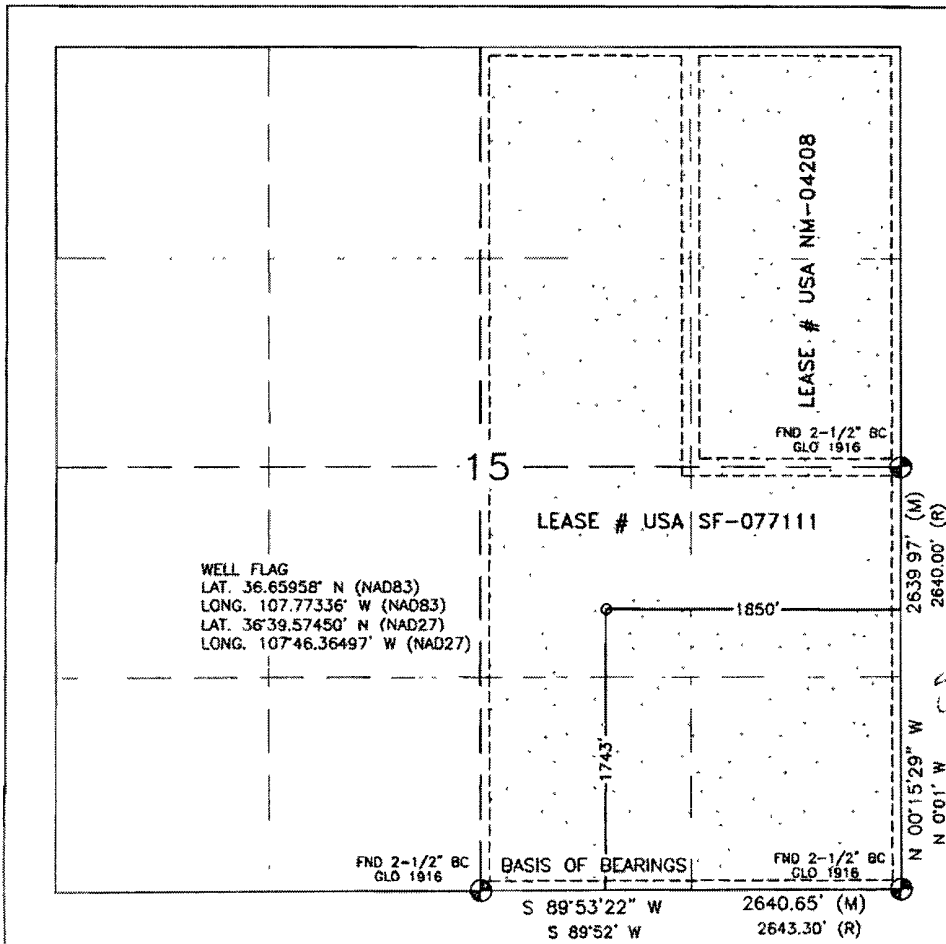 LEASE # USA NM-04208
FND 2-1/2" BC
GLO 1916
15
LEASE # USA SF-077111
WELL FLAG
LAT. 36.65958° N (NAD83)
LONG. 107.77336° W (NAD83)
LAT. 36°39.57450' N (NAD27)
LONG. 107°46.36497' W (NAD27)
1850'
1743'
2639.97' (M)
2640.00' (R)
N 00°15'29" W
N 0°01' W
FND 2-1/2" BC
GLO 1916
BASIS OF BEARINGS
FND 2-1/2" BC
GLO 1916
S 89°53'22" W 2640.65' (M)
S 89°52' W 2643.30' (R)